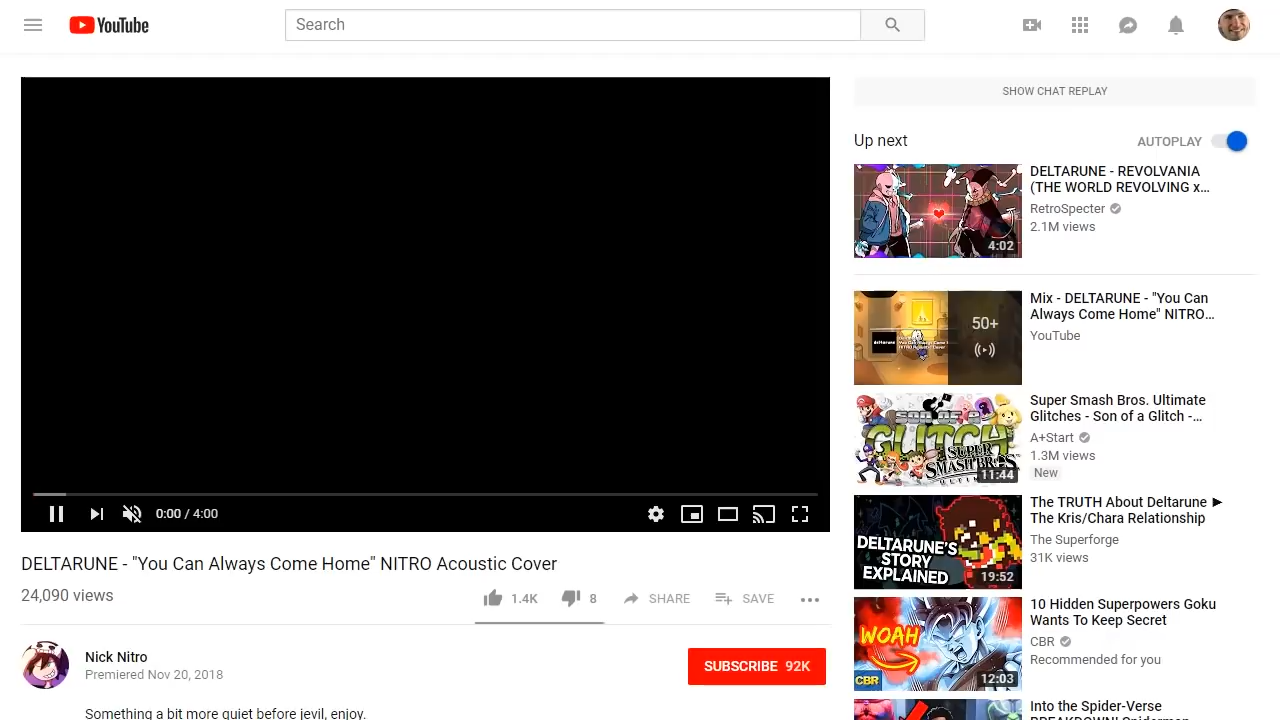 YouTube
Search
SHOW CHAT REPLAY
Up next
AUTOPLAY
4:02
DELTARUNE - REVOLVANIA
(THE WORLD REVOLVING x…
RetroSpecter
2.1M views
50+
Mix - DELTARUNE - "You Can
Always Come Home" NITRO…
YouTube
SON OF A
GLITCH
SUPER
SMASH BROS
11:44
Super Smash Bros. Ultimate
Glitches - Son of a Glitch -…
A+Start
1.3M views
New
DELTARUNE'S
STORY
EXPLAINED
19:52
The TRUTH About Deltarune ►
The Kris/Chara Relationship
The Superforge
31K views
WOAH
CBR
12:03
10 Hidden Superpowers Goku
Wants To Keep Secret
CBR
Recommended for you
Into the Spider-Verse
0:00 / 4:00
DELTARUNE - "You Can Always Come Home" NITRO Acoustic Cover
24,090 views
1.4K
8
SHARE
SAVE
Nick Nitro
Premiered Nov 20, 2018
SUBSCRIBE 92K
Something a bit more quiet before jevil, enjoy.